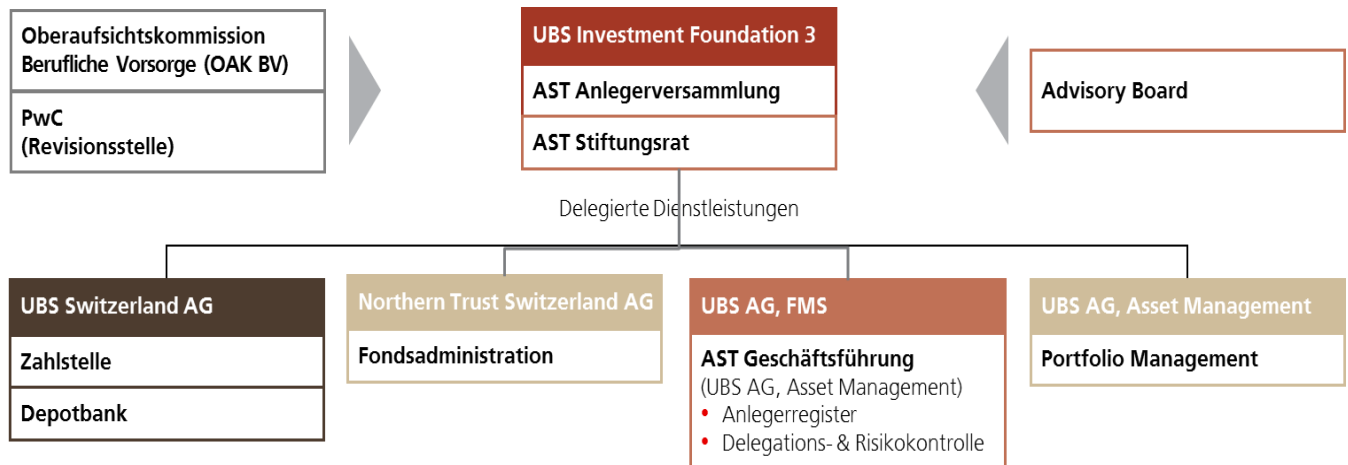 Oberaufsichtskommission
Berufliche Vorsorge (OAK BV)
PwC
(Revisionsstelle)
UBS Investment Foundation 3
AST Anlegerversammlung
AST Stiftungsrat
Advisory Board
Delegierte Dienstleistungen
UBS Switzerland AG
Zahlstelle
Depotbank
Northern Trust Switzerland AG
Fondsadministration
UBS AG, FMS
AST Geschäftsführung
(UBS AG, Asset Management)
• Anlegerregister
• Delegations- & Risikokontrolle
UBS AG, Asset Management
Portfolio Management